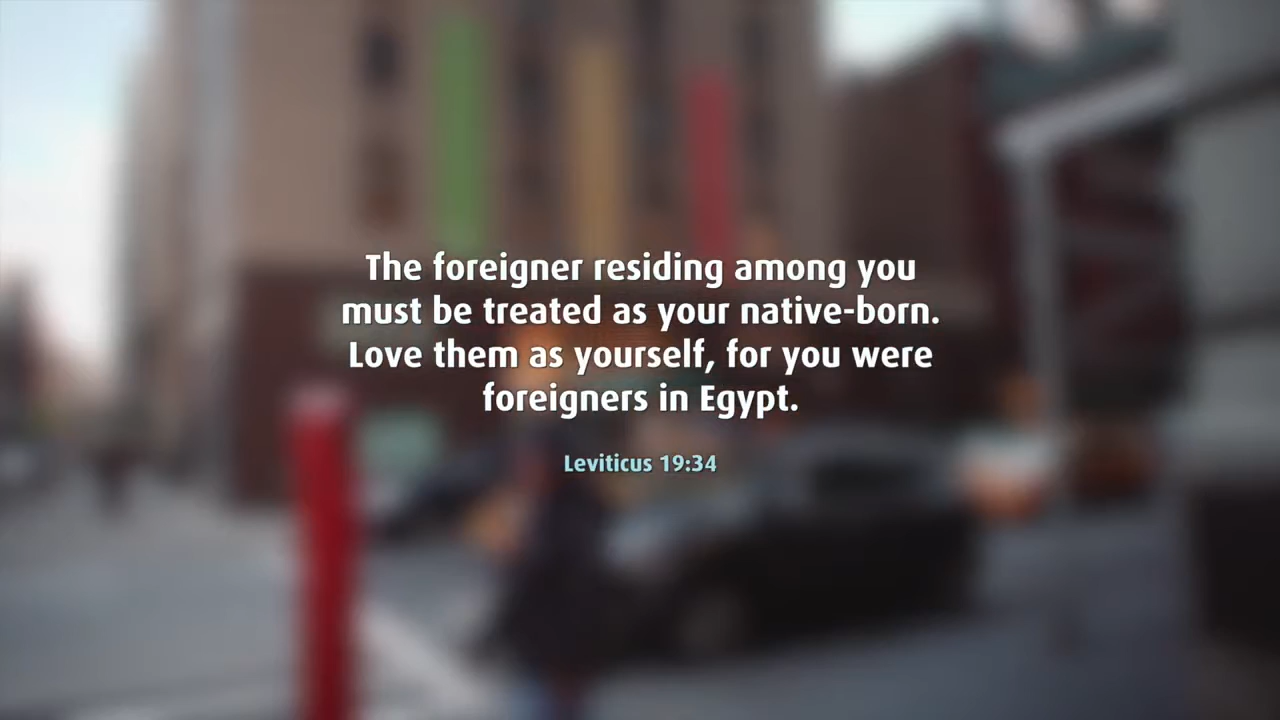 The foreigner residing among you
must be treated as your native-born.
Love them as yourself, for you were
foreigners in Egypt.
Leviticus 19:34